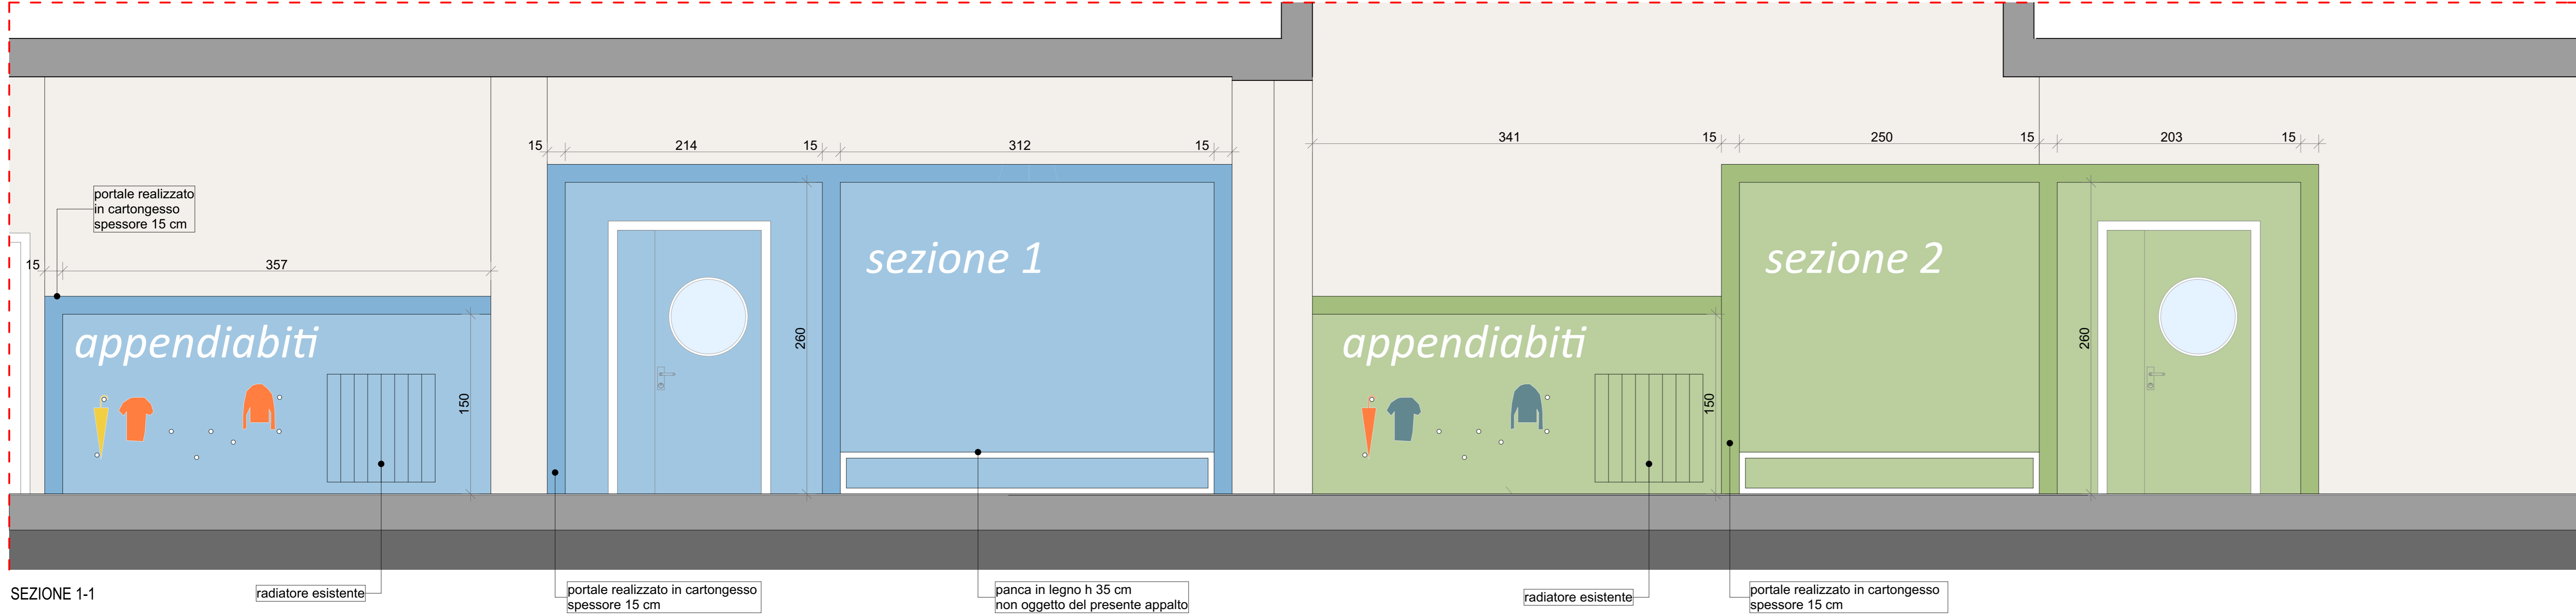 341
15
250
15
203
15
15
214
15
312
15
portale realizzato
in cartongesso
spessore 15 cm
15
357
sezione 1
sezione 2
appendiabiti
260
appendiabiti
260
150
150
SEZIONE 1-1
radiatore esistente
portale realizzato in cartongesso
spessore 15 cm
panca in legno h 35 cm
non oggetto del presente appalto
radiatore esistente
portale realizzato in cartongesso
spessore 15 cm